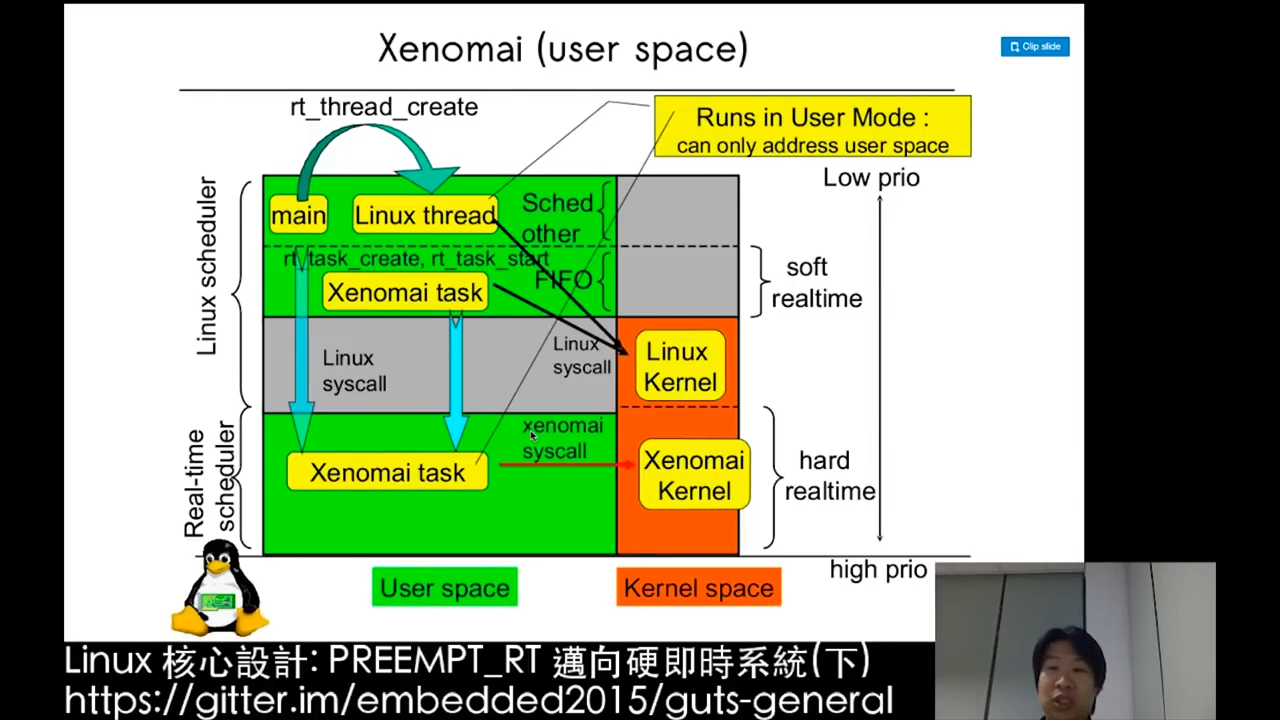 Xenomai (user space)
Clip slide
rt_thread_create
Runs in User Mode :
can only address user space
Low prio
Linux scheduler
main
Linux thread
Sched
other
rt_task_create, rt_task_start
FIFO
Xenomai task
soft
realtime
Linux
syscall
Linux
syscall
Linux
Kernel
Real-time
scheduler
xenomai
syscall
Xenomai task
Xenomai
Kernel
hard
realtime
high prio
User space
Kernel space
Linux 核心設計: PREEMPT_RT 邁向硬即時系統(下)
https://gitter.im/embedded2015/guts-general